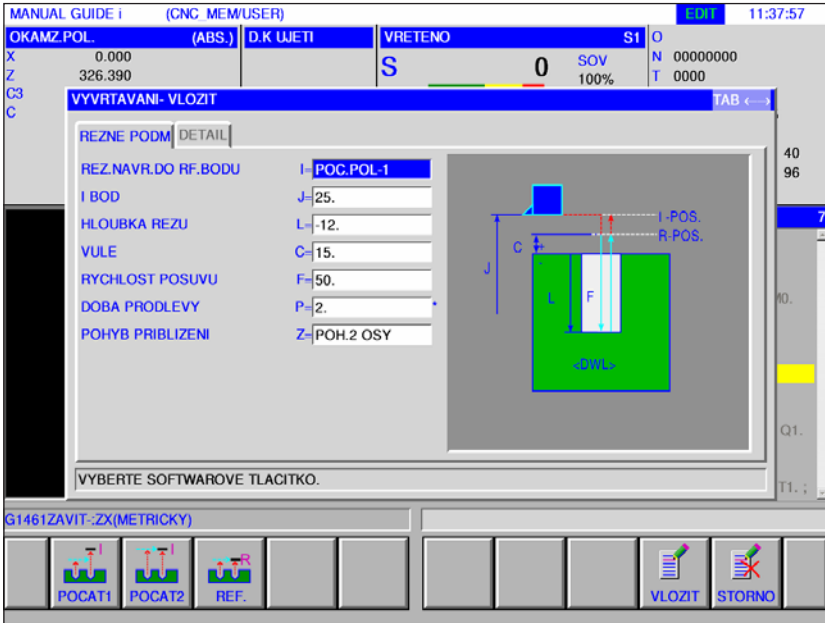 MANUAL GUIDE i (CNC_MEM/USER) EDIT 11:37:57
OKAMZ.POL. (ABS.) D.K UJETI VRETENO S1 O
X 0.000 S 0 SOV N 00000000
Z 326.390 100% T 0000
C3
C
VYVRTAVANI- VLOZIT TAB <—>
REZNE PODM DETAIL
REZ.NAVR.DO RF.BODU I=POC.POL-1
I BOD J=25.
HLOUBKA REZU L=-12.
VULE C=15.
RYCHLOST POSUVU F=50.
DOBA PRODLEVY P=2.
POHYB PRIBLIZENI Z=POH.2 OSY
I -POS.
R-POS.
C + -
J
L F
<DWL>
40
96
7
M0.
Q1.
T1. ;
VYBERTE SOFTWAROVE TLACITKO.
G1461ZAVIT-:ZX(METRICKY)
I I R
POCAT1 POCAT2 REF. VLOZIT STORNO